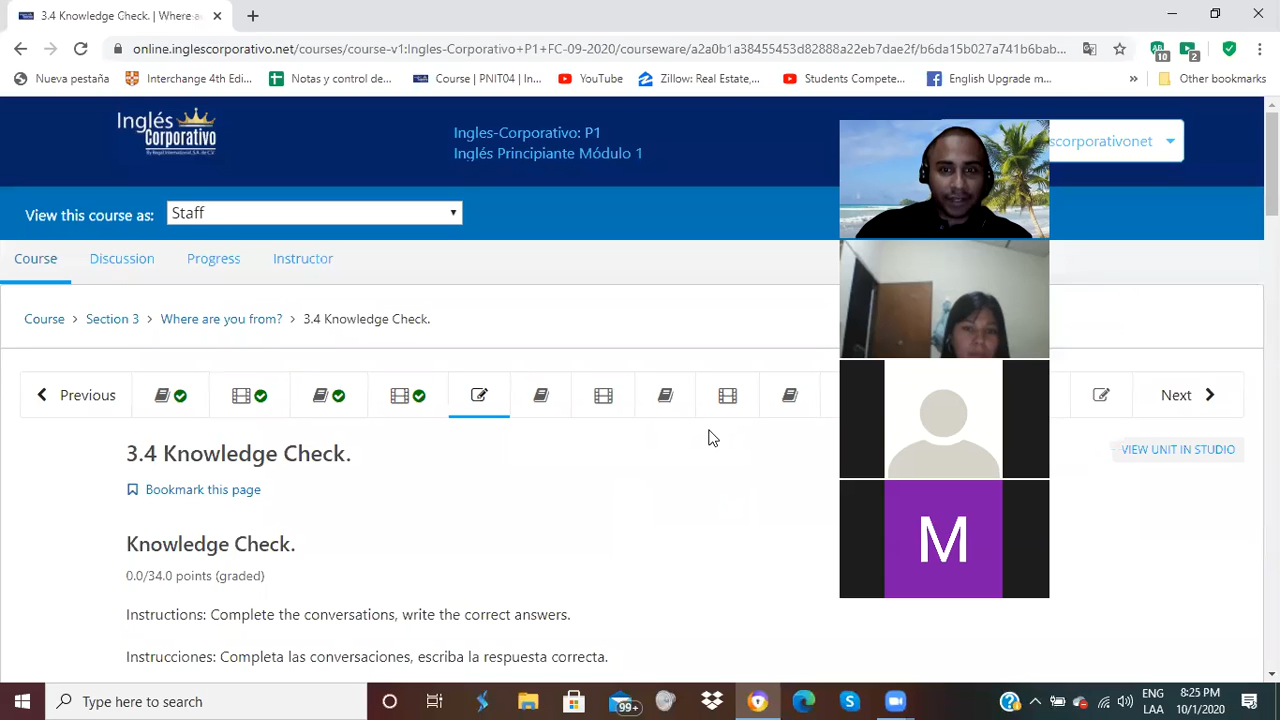 3.4 Knowledge Check. | Where a
online.inglescorporativo.net/courses/course-v1:Ingles-Corporativo+P1+FC-09-2020/courseware/a2a0b1a38455453d82888a22eb7dae2f/b6da15b027a741b6bab...
10
2
Nueva pestaña
Interchange 4th Edi...
Notas y control de...
Course | PNIT04 | In...
YouTube
Zillow: Real Estate,...
Students Compete...
English Upgrade m...
»
Other bookmarks
Inglés
Corporativo
Ingles-Corporativo: P1
Inglés Principiante Módulo 1
scorporativonet
View this course as:
Staff
Course
Discussion
Progress
Instructor
Course > Section 3 > Where are you from? > 3.4 Knowledge Check.
Previous
Next
3.4 Knowledge Check.
VIEW UNIT IN STUDIO
Bookmark this page
Knowledge Check.
0.0/34.0 points (graded)
Instructions: Complete the conversations, write the correct answers.
Instrucciones: Completa las conversaciones, escriba la respuesta correcta.
M
Type here to search
99+
ENG
LAA
8:25 PM
10/1/2020